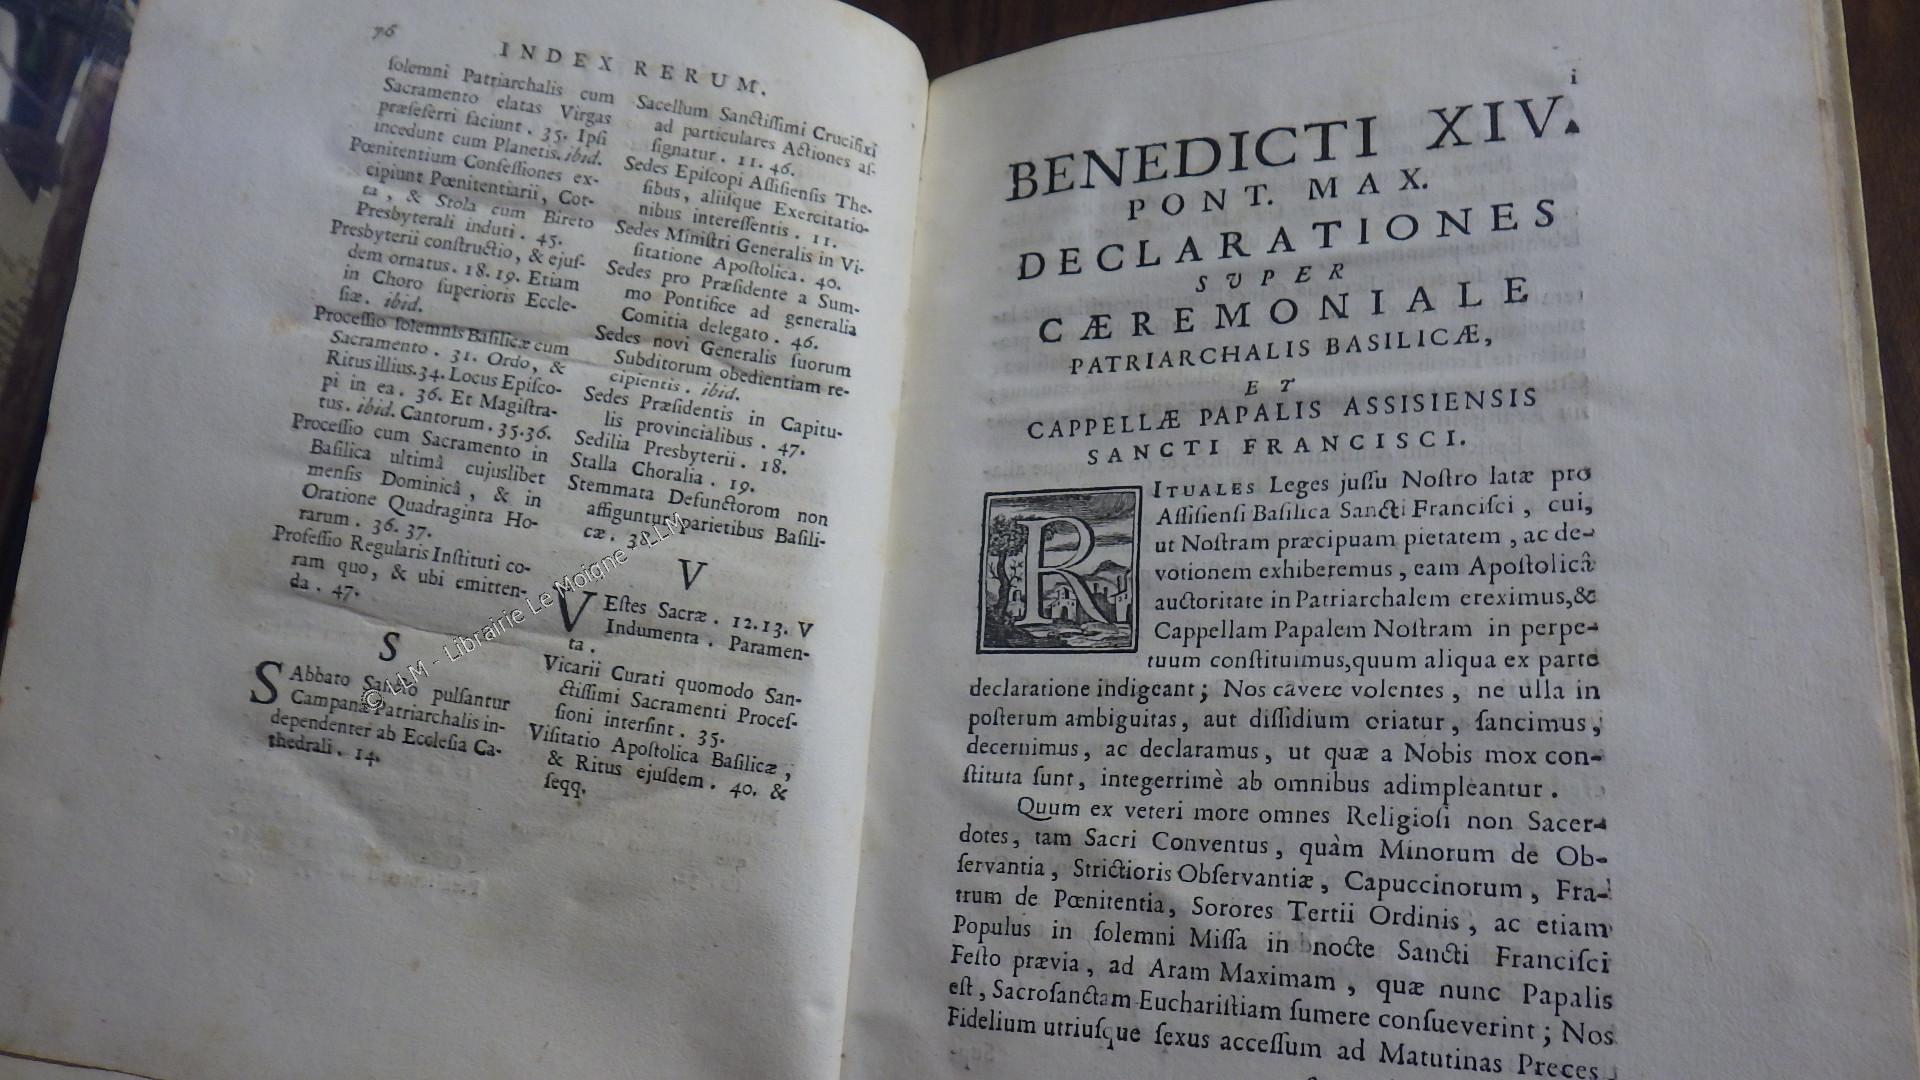 76
INDEX RERUM.
ſolemni Patriarchalis cum
Sacramento elatas Virgas
præſeferri faciunt. 35. Ipſi
incedunt cum Planetis. ibid.
Pœnitentium Confeſſiones ex-
cipiunt Pœnitentiarii, Cot-
ta, & Stola cum Bireto
Presbyterali induti. 45.
Presbyterii conſtructio, & ejuſ-
dem ornatus. 18. 19. Etiam
in Choro ſuperioris Eccle-
ſiæ. ibid.
Proceſſio ſolemnis Baſilicæ cum
Sacramento. 31. Ordo, &
Ritus illius. 34. Locus Epiſco-
pi in ea. 36. Et Magiſtra-
tus. ibid. Cantorum. 35. 36.
Proceſſio cum Sacramento in
Baſilica ultimâ cujuslibet
menſis Dominicâ, & in
Oratione Quadraginta Ho-
rarum. 36. 37.
Profeſſio Regularis Inſtituti co-
ram quo, & ubi emitten-
da. 47.
S
SAbbato Sancto pulſantur
Campanæ Patriarchalis in-
dependenter ab Eccleſia Ca-
thedrali. 14.
Sacellum Sanctiſſimi Crucifixi
ad particulares Actiones aſ-
ſignatur. 11. 46.
Sedes Epiſcopi Aſſiſienſis The-
ſibus, aliiſque Exercitatio-
nibus intereſſentis. 11.
Sedes Miniſtri Generalis in Vi-
ſitatione Apoſtolica. 40.
Sedes pro Præſidente a Sum-
mo Pontifice ad generalia
Comitia delegato. 46.
Sedes novi Generalis ſuorum
Subditorum obedientiam re-
cipientis. ibid.
Sedes Præſidentis in Capitu-
lis provincialibus. 47.
Sedilia Presbyterii. 18.
Stalla Choralia. 19.
Stemmata Defunctorom non
affiguntur parietibus Baſili-
cæ. 38.
V
VEſtes Sacræ. 12. 13. V
Indumenta. Paramen-
ta.
Vicarii Curati quomodo San-
ctiſſimi Sacramenti Proceſ-
ſioni interſint. 35.
Viſitatio Apoſtolica Baſilicæ,
& Ritus ejuſdem. 40. &
ſeqq.
© LLM - Librairie Le Moigne - LLM
i
BENEDICTI XIV.
PONT. MAX.
DECLARATIONES
SUPER
CÆREMONIALE
PATRIARCHALIS BASILICÆ,
ET
CAPPELLÆ PAPALIS ASSISIENSIS
SANCTI FRANCISCI.
RITUALES Leges juſſu Noſtro latæ pro
Aſſiſienſi Baſilica Sancti Franciſci, cui,
ut Noſtram præcipuam pietatem, ac de-
votionem exhiberemus, eam Apoſtolicâ
auctoritate in Patriarchalem ereximus, &
Cappellam Papalem Noſtram in perpe-
tuum conſtituimus, quum aliqua ex parte
declaratione indigeant; Nos cavere volentes, ne ulla in
poſterum ambiguitas, aut diſſidium oriatur, ſancimus,
decernimus, ac declaramus, ut quæ a Nobis mox con-
ſtituta ſunt, integerrimè ab omnibus adimpleantur.
Quum ex veteri more omnes Religioſi non Sacer-
dotes, tam Sacri Conventus, quàm Minorum de Ob-
ſervantia, Strictioris Obſervantiæ, Capuccinorum, Fra-
trum de Pœnitentia, Sorores Tertii Ordinis, ac etiam
Populus in ſolemni Miſſa in nocte Sancti Franciſci
Feſto prævia, ad Aram Maximam, quæ nunc Papalis
eſt, Sacroſanctam Euchariſtiam ſumere conſueverint; Nos
Fidelium utriuſque ſexus acceſſum ad Matutinas Preces